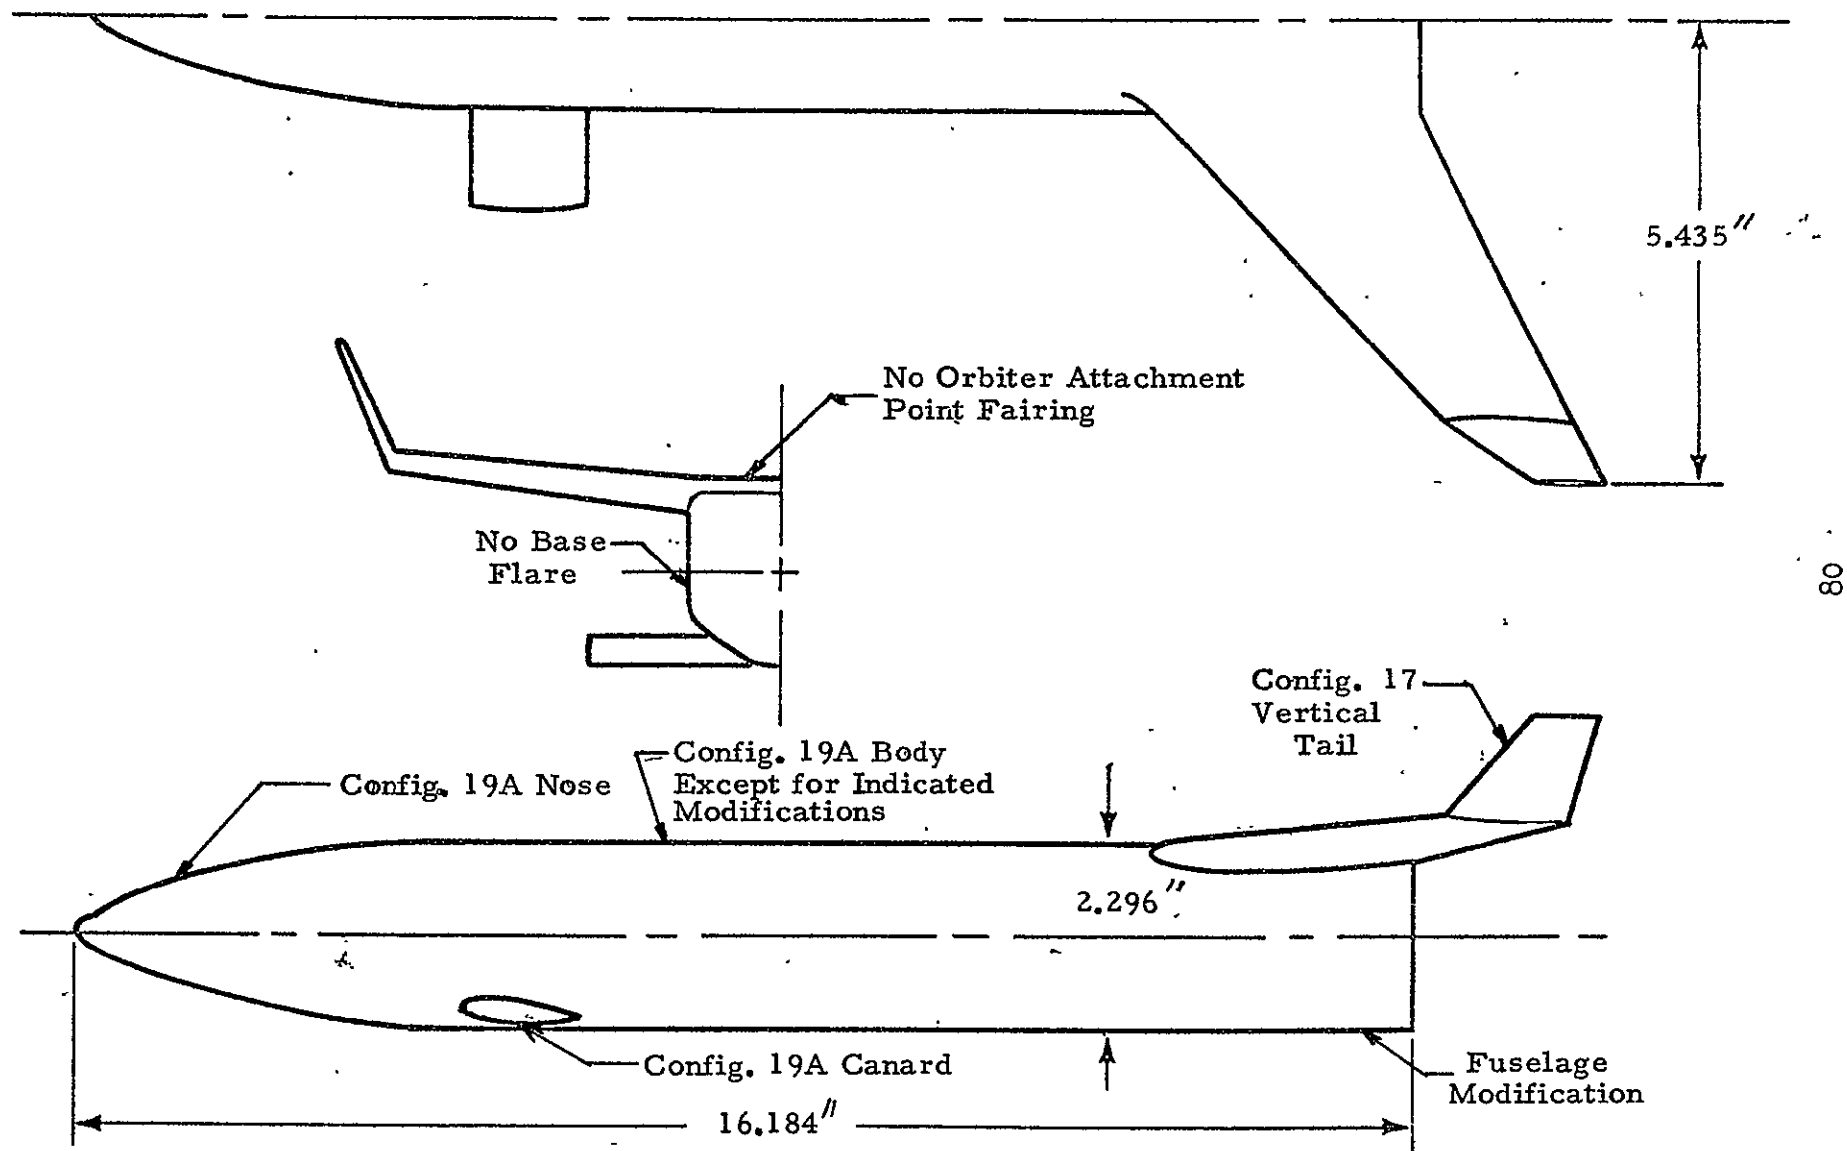 5.435"
No Orbiter Attachment
Point Fairing
No Base
Flare
80
Config. 17
Vertical
Tail
Config. 19A Body
Except for Indicated
Modifications
Config. 19A Nose
2.296"
Config. 19A Canard
Fuselage
Modification
16.184"